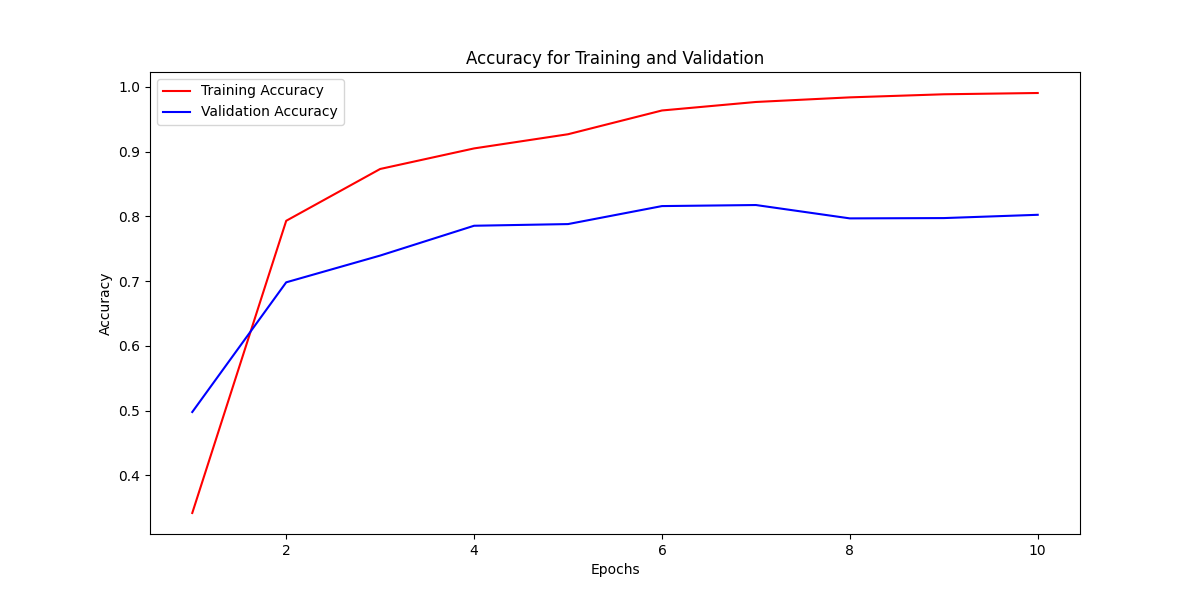 Accuracy for Training and Validation
Training Accuracy
Validation Accuracy
1.0
0.9
0.8
0.7
0.6
0.5
0.4
Accuracy
2 4 6 8 10
Epochs